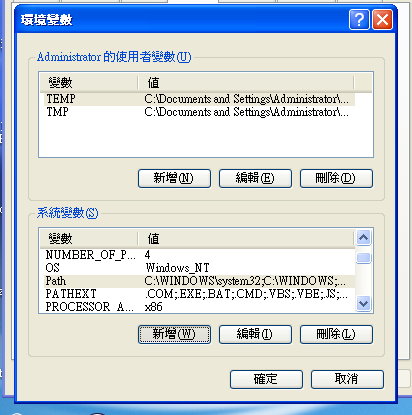 環境變數
Administrator 的使用者變數(U)
變數 值
TEMP C:\Documents and Settings\Administrator\...
TMP C:\Documents and Settings\Administrator\...
新增(N) 編輯(E) 刪除(D)
系統變數(S)
變數 值
NUMBER_OF_P... 4
OS Windows_NT
Path C:\WINDOWS\system32;C:\WINDOWS;...
PATHEXT .COM;.EXE;.BAT;.CMD;.VBS;.VBE;.JS;...
PROCESSOR_A... x86
新增(W) 編輯(I) 刪除(L)
確定 取消